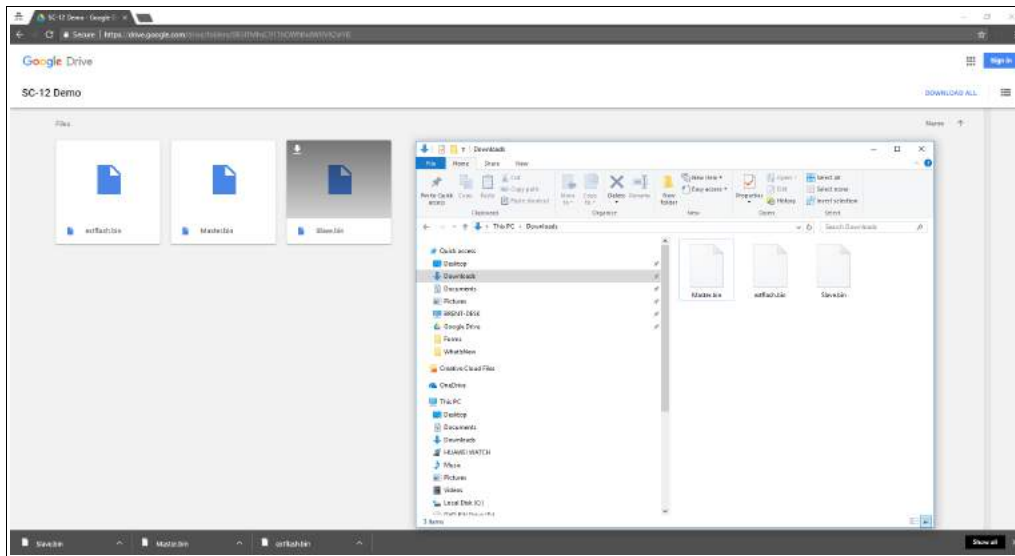 SC-12 Demo - Google D
Secure | https://drive.google.com
Google Drive
Sign in
SC-12 Demo
DOWNLOAD ALL
Files
Name
extflash.bin
Master.bin
Slave.bin
Downloads
File Home Share View
Pin to Quick access
Copy
Paste
Cut
Copy path
Paste shortcut
Move to
Copy to
Delete
Rename
New folder
New item
Easy access
Properties
Open
Edit
History
Select all
Select none
Invert selection
Clipboard
Organize
New
Open
Select
This PC
Downloads
Search Downloads
Quick access
Desktop
Downloads
Documents
Pictures
BRENT-DESK
Google Drive
Forms
WhatsNew
Creative Cloud Files
OneDrive
This PC
Desktop
Documents
Downloads
HUAWEI WATCH
Music
Pictures
Videos
Local Disk (C:)
Master.bin
extflash.bin
Slave.bin
3 items
Slave.bin
Master.bin
extflash.bin
Show all